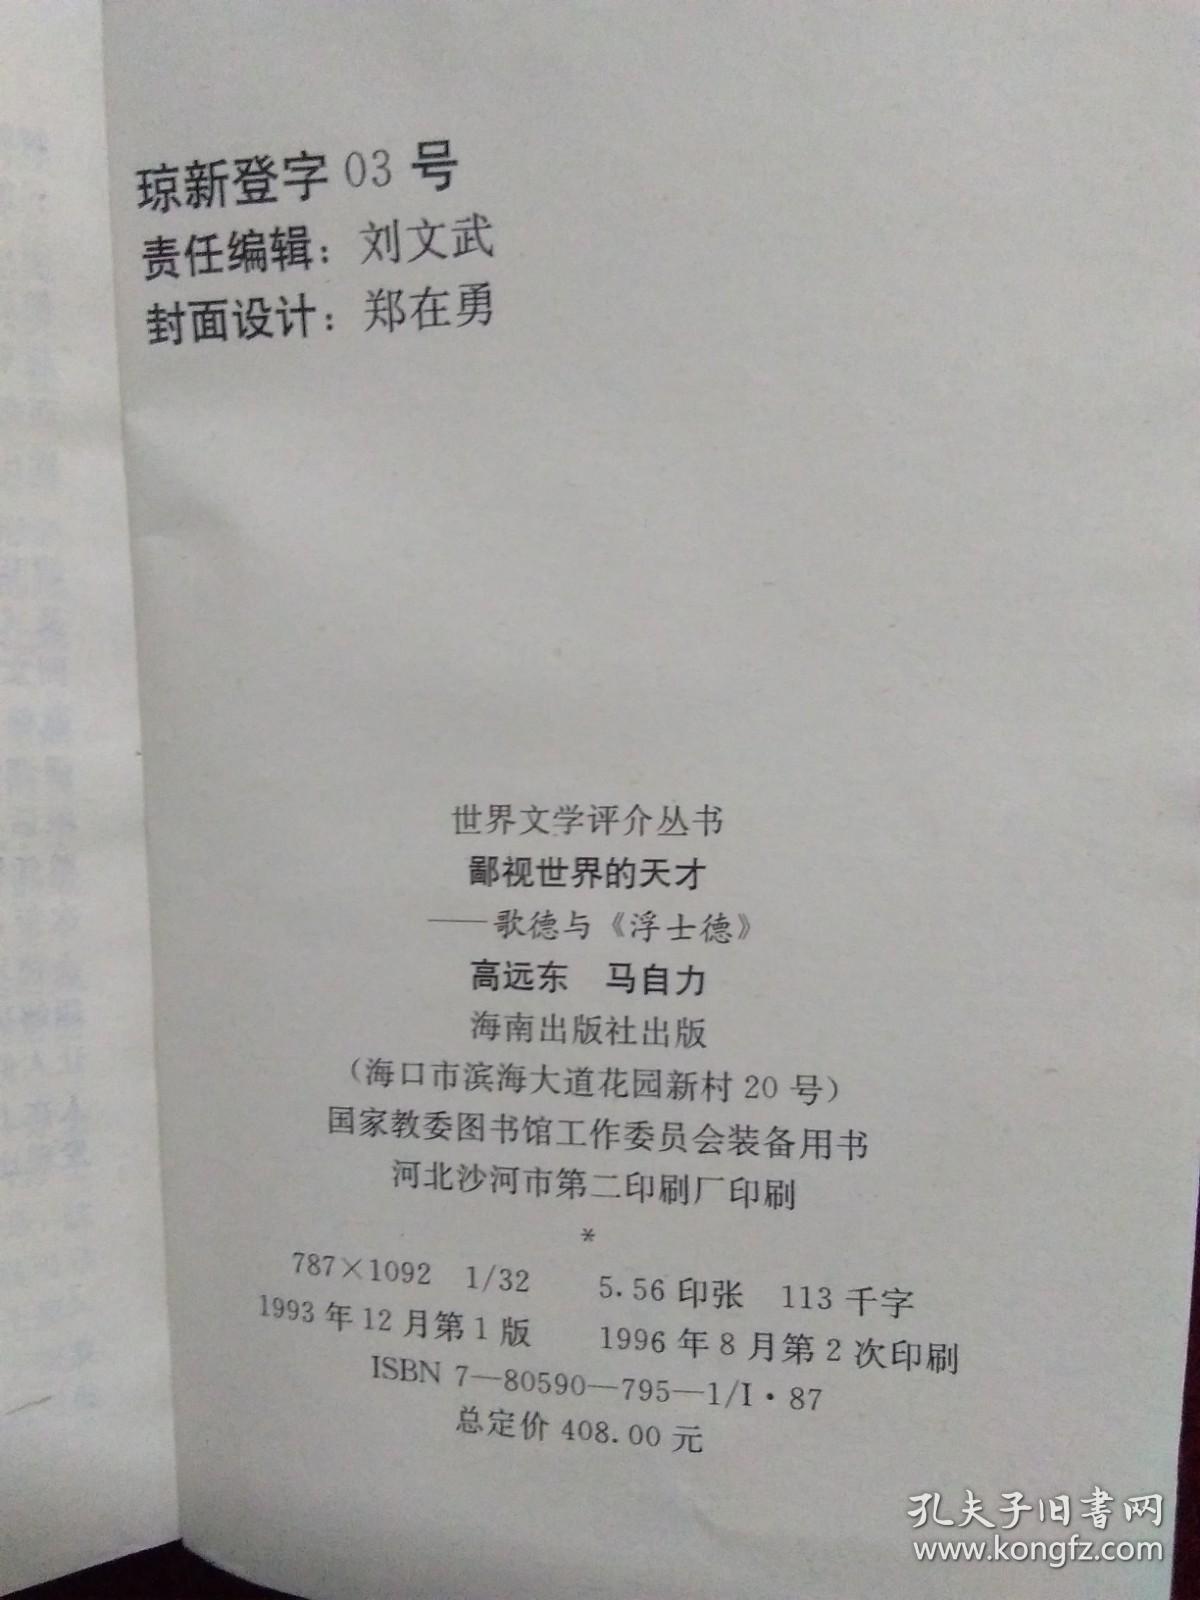 琼新登字 03 号
责任编辑：刘文武
封面设计：郑在勇
世界文学评介丛书
鄙视世界的天才
——歌德与《浮士德》
高远东　马自力
海南出版社出版
（海口市滨海大道花园新村 20 号）
国家教委图书馆工作委员会装备用书
河北沙河市第二印刷厂印刷
*
787×1092　1/32　　5.56 印张　113 千字
1993 年 12 月第 1 版　　1996 年 8 月第 2 次印刷
ISBN 7—80590—795—1/I·87
总定价 408.00 元
孔夫子旧书网
www.kongfz.com